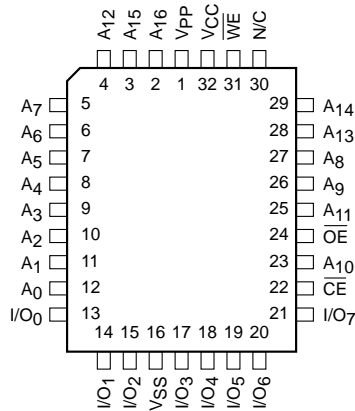 A12 A15 A16 VPP VCC WE N/C
4 3 2 1 32 31 30
A7 5 29 A14
A6 6 28 A13
A5 7 27 A8
A4 8 26 A9
A3 9 25 A11
A2 10 24 OE
A1 11 23 A10
A0 12 22 CE
I/O0 13 21 I/O7
14 15 16 17 18 19 20
I/O1 I/O2 VSS I/O3 I/O4 I/O5 I/O6